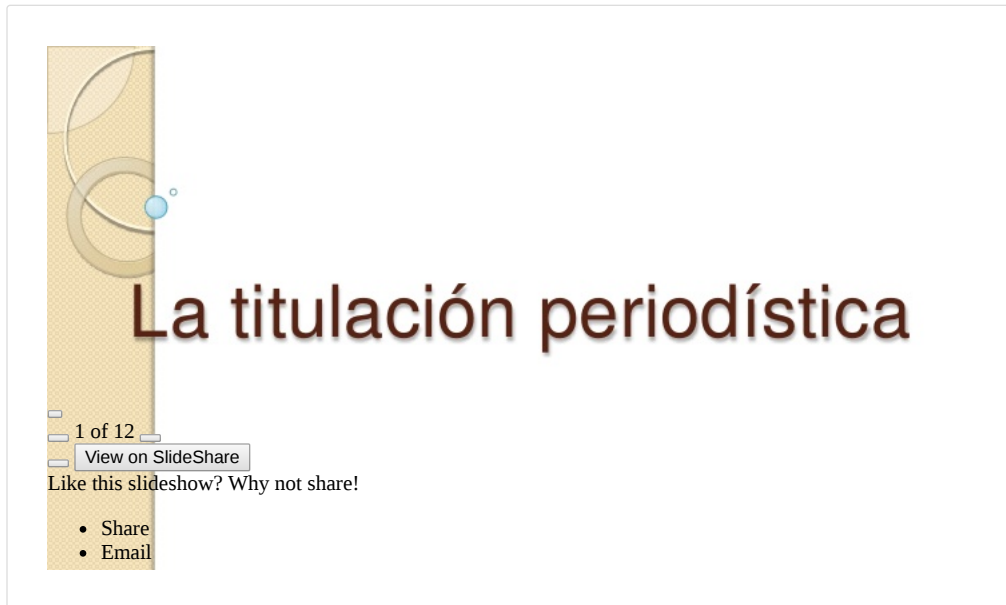 La titulación periodística
1 of 12
View on SlideShare
Like this slideshow? Why not share!
Share
Email